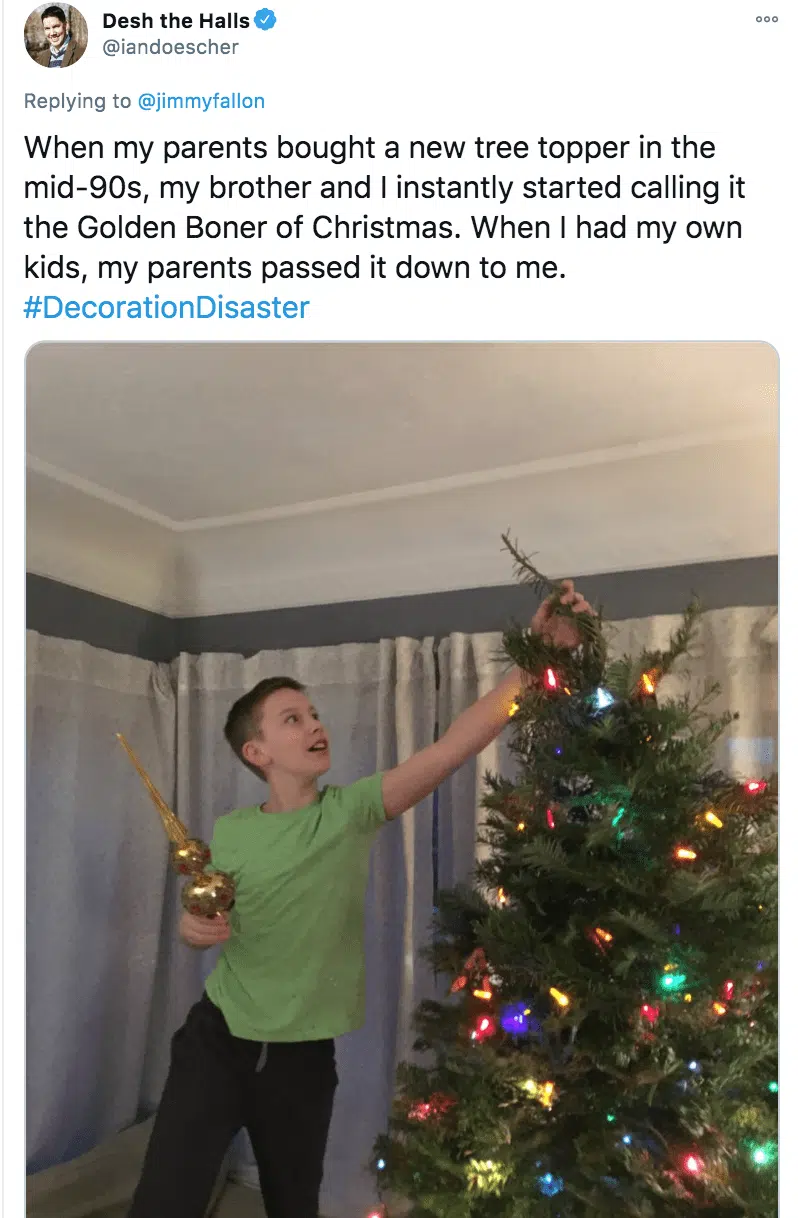 Desh the Halls
@iandoescher
Replying to @jimmyfallon
When my parents bought a new tree topper in the
mid-90s, my brother and I instantly started calling it
the Golden Boner of Christmas. When I had my own
kids, my parents passed it down to me.
#DecorationDisaster